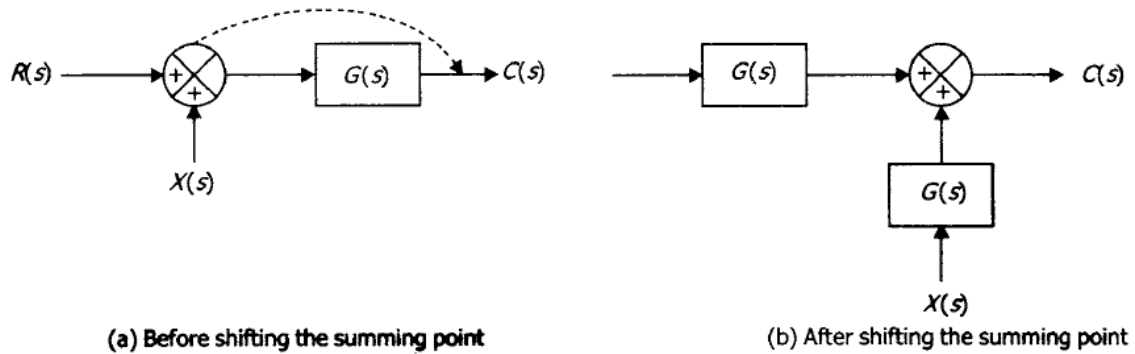 R(s)
+
+
X(s)
G(s)
C(s)
(a) Before shifting the summing point
G(s)
+
+
C(s)
G(s)
X(s)
(b) After shifting the summing point